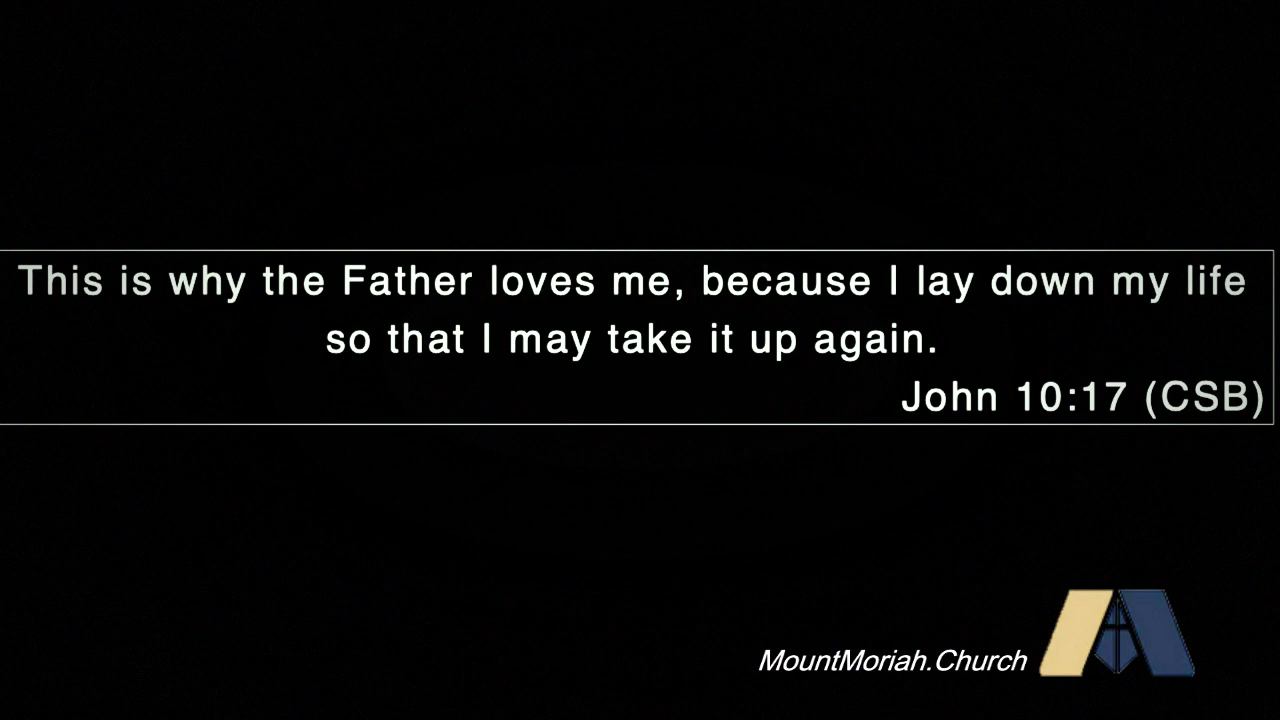 This is why the Father loves me, because I lay down my life
so that I may take it up again.
John 10:17 (CSB)
MountMoriah.Church